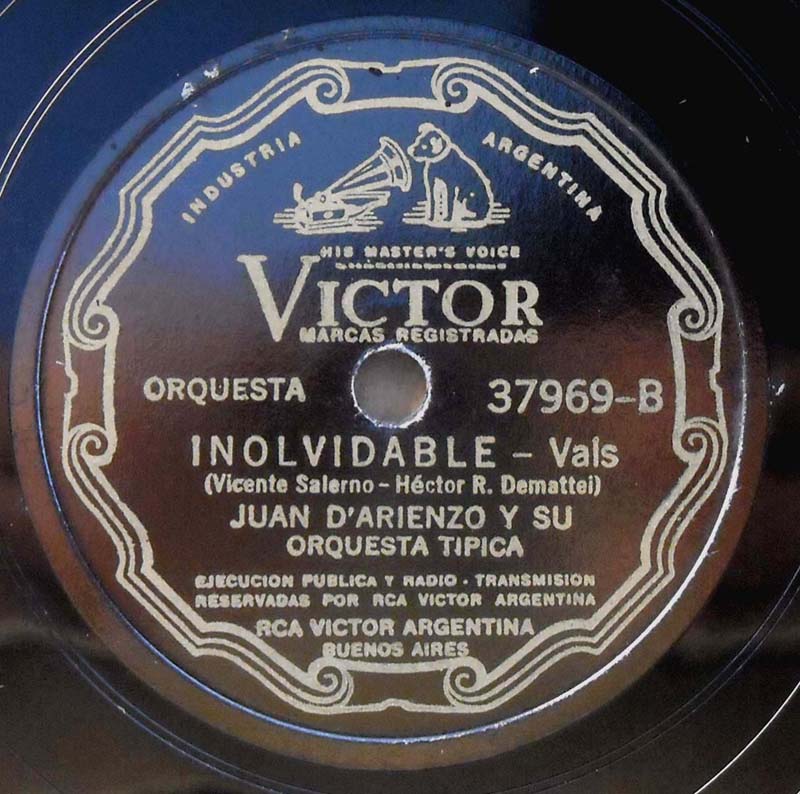 INDUSTRIA ARGENTINA
HIS MASTER'S VOICE
VICTOR
MARCAS REGISTRADAS
ORQUESTA 37969-B
INOLVIDABLE - Vals
(Vicente Salerno - Héctor R. Demattei)
JUAN D'ARIENZO Y SU
ORQUESTA TIPICA
EJECUCION PUBLICA Y RADIO - TRANSMISION
RESERVADAS POR RCA VICTOR ARGENTINA
RCA VICTOR ARGENTINA
BUENOS AIRES